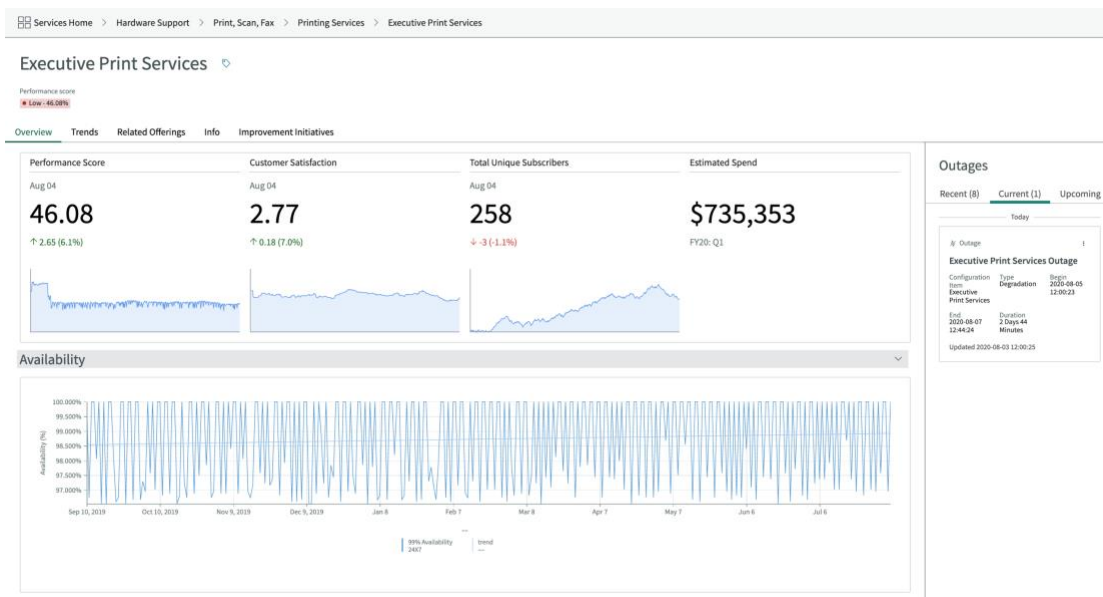 Services Home > Hardware Support > Print, Scan, Fax > Printing Services > Executive Print Services
Executive Print Services
Performance score
Low - 46.08%
Overview Trends Related Offerings Info Improvement Initiatives
Performance Score
Aug 04
46.08
↑ 2.65 (6.1%)
Customer Satisfaction
Aug 04
2.77
↑ 0.18 (7.0%)
Total Unique Subscribers
Aug 04
258
↓ -3 (-1.1%)
Estimated Spend
$735,353
FY20: Q1
Availability
Availability (%)
100.000%
99.500%
99.000%
98.500%
98.000%
97.500%
97.000%
Sep 10, 2019 Oct 10, 2019 Nov 9, 2019 Dec 9, 2019 Jan 8 Feb 7 Mar 8 Apr 7 May 7 Jun 6 Jul 6
99% Availability
24X7
trend
Outages
Recent (8) Current (1) Upcoming
Today
Outage
Executive Print Services Outage
Configuration
Item
Executive
Print Services
Type
Degradation
Begin
2020-08-05
12:00:23
End
2020-08-07
12:44:24
Duration
2 Days 44
Minutes
Updated 2020-08-03 12:00:25